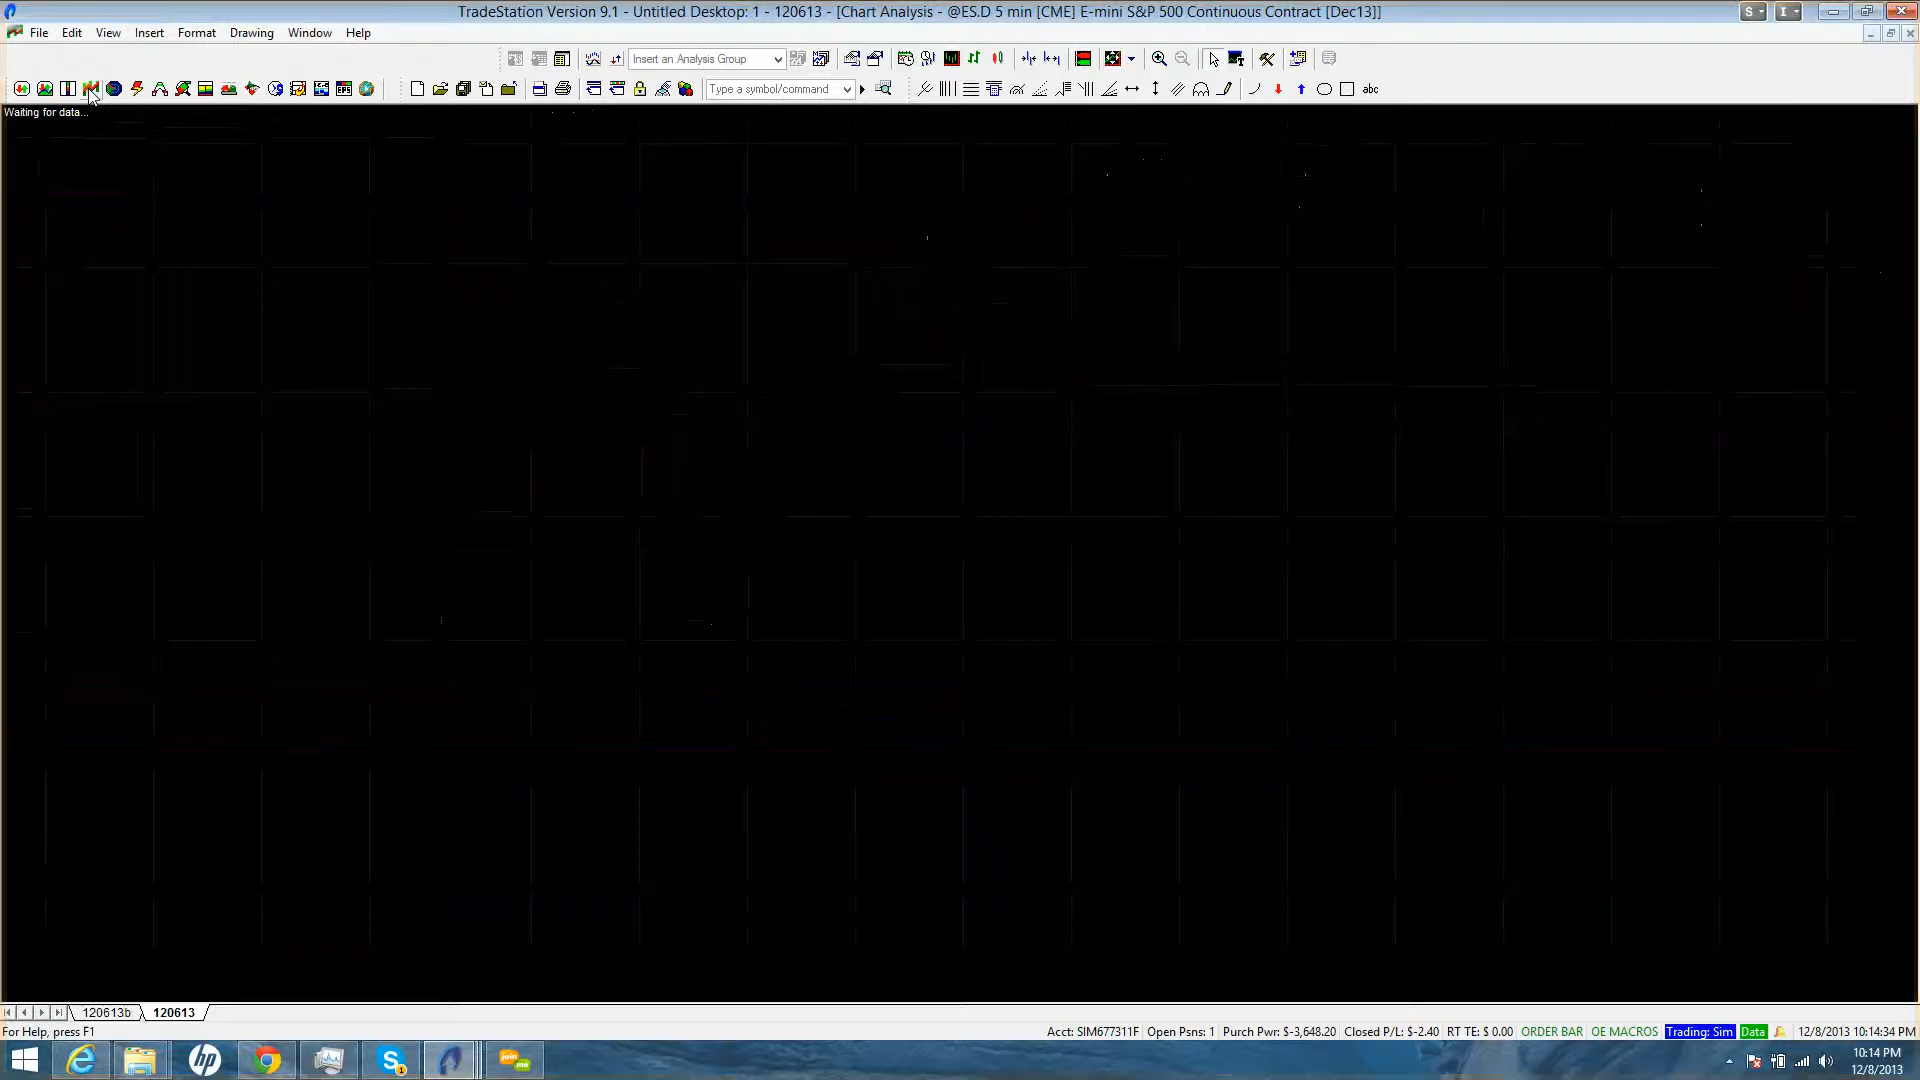 TradeStation Version 9.1 - Untitled Desktop: 1 - 120613 - [Chart Analysis - @ES.D 5 min [CME] E-mini S&P 500 Continuous Contract [Dec13]]
S
I
File Edit View Insert Format Drawing Window Help
Insert an Analysis Group
Type a symbol/command
abc
Waiting for data...
120613b
120613
For Help, press F1
Acct: SIM677311F Open Psns: 1 Purch Pwr: $-3,648.20 Closed P/L: $-2.40 RT TE: $ 0.00 ORDER BAR OE MACROS Trading: Sim Data 12/8/2013 10:14:34 PM
join me
10:14 PM
12/8/2013